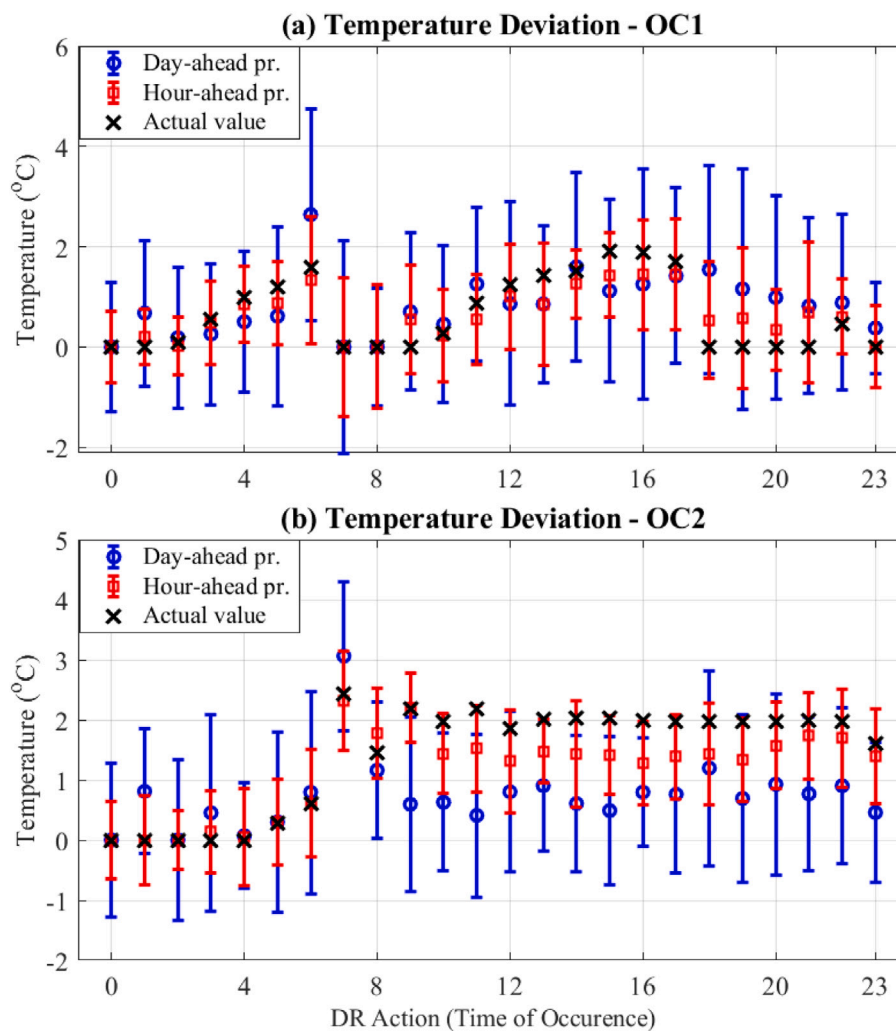 (a) Temperature Deviation - OC1
6
4
2
0
-2
Temperature (°C)
Day-ahead pr.
Hour-ahead pr.
Actual value
0 4 8 12 16 20 23
(b) Temperature Deviation - OC2
5
4
3
2
1
0
-1
-2
Temperature (°C)
Day-ahead pr.
Hour-ahead pr.
Actual value
0 4 8 12 16 20 23
DR Action (Time of Occurence)